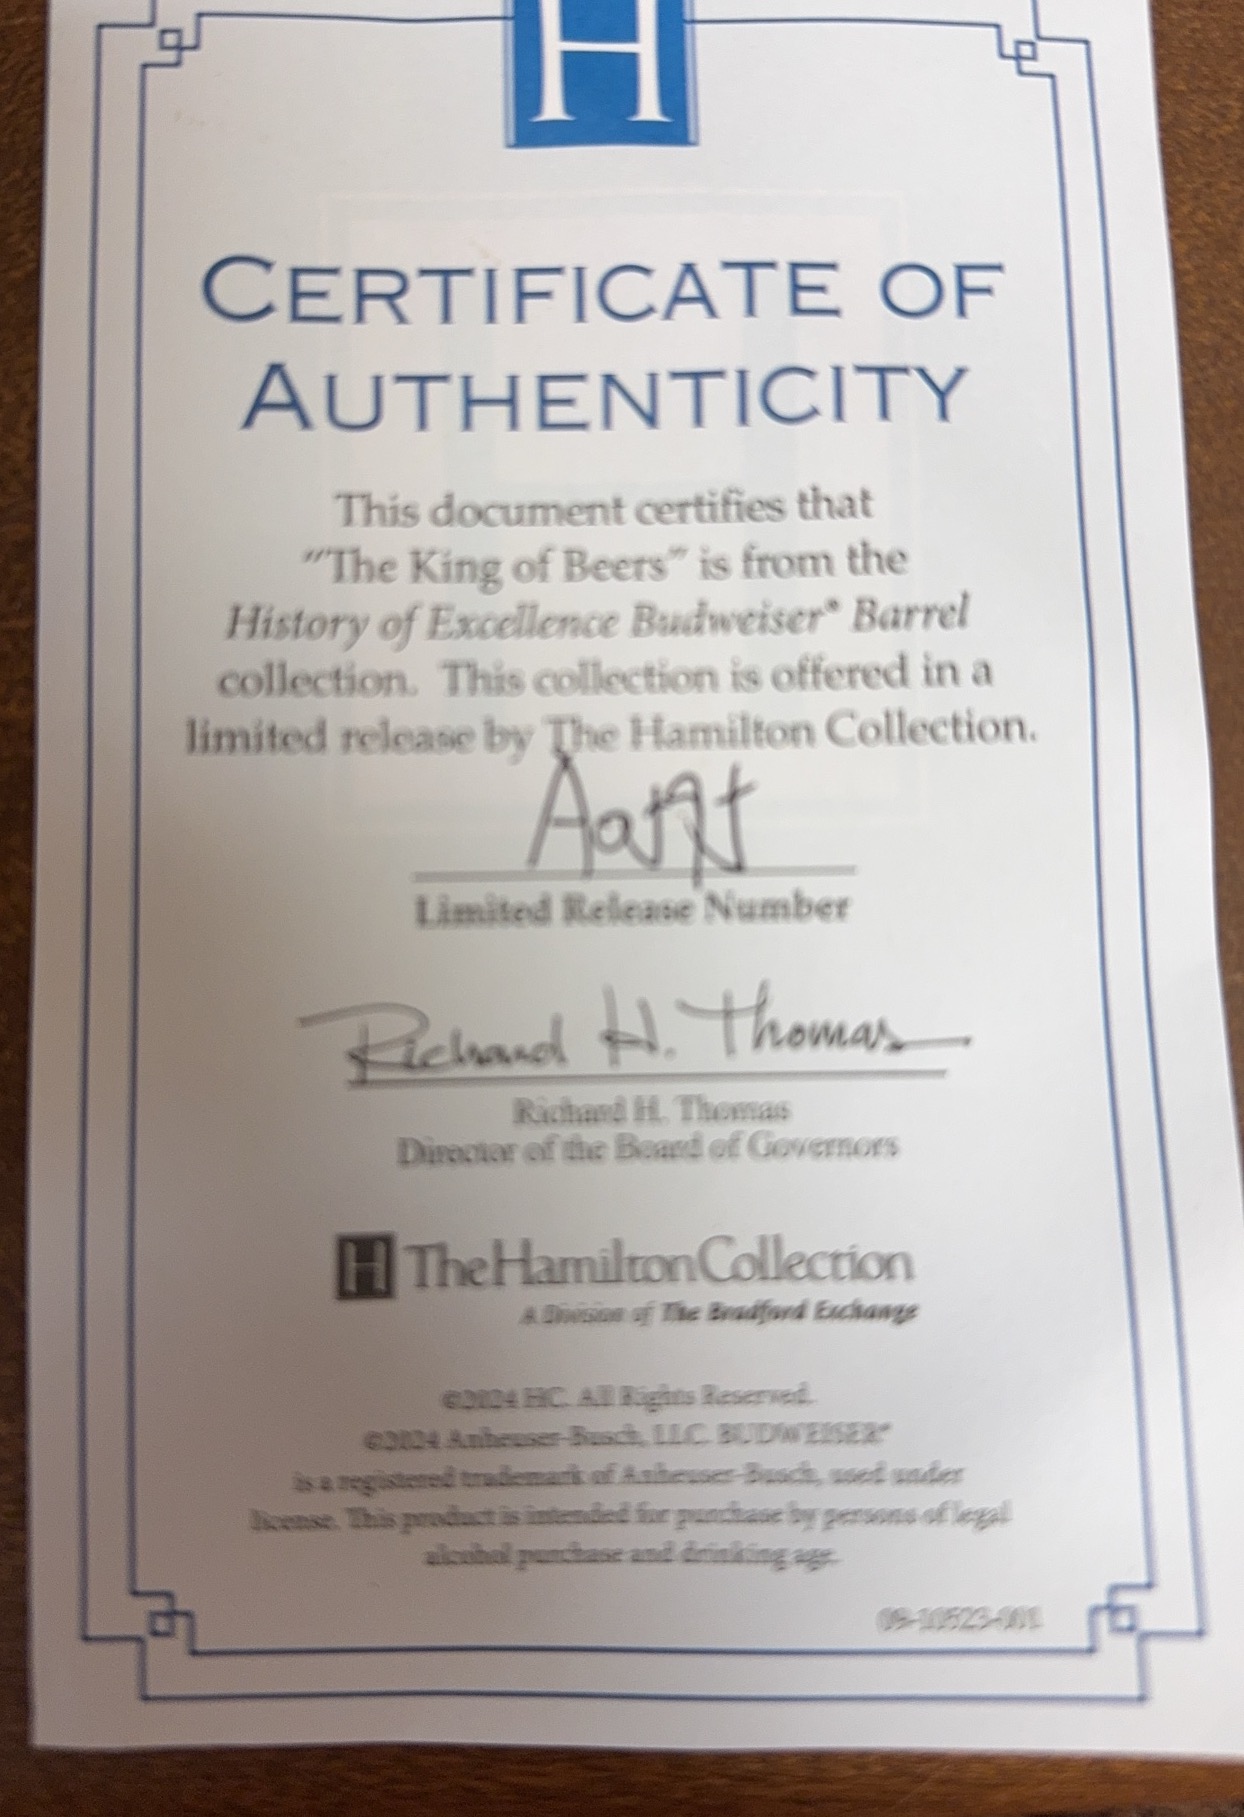 H
CERTIFICATE OF
AUTHENTICITY
This document certifies that
"The King of Beers" is from the
History of Excellence Budweiser® Barrel
collection. This collection is offered in a
limited release by The Hamilton Collection.
Limited Release Number
Richard H. Thomas
Richard H. Thomas
Director of the Board of Governors
H The Hamilton Collection
A Division of The Bradford Exchange
©2024 HC. All Rights Reserved.
©2024 Anheuser-Busch, LLC. BUDWEISER®
is a registered trademark of Anheuser-Busch, used under
license. This product is intended for purchase by persons of legal
alcohol purchase and drinking age.
09-10523-001